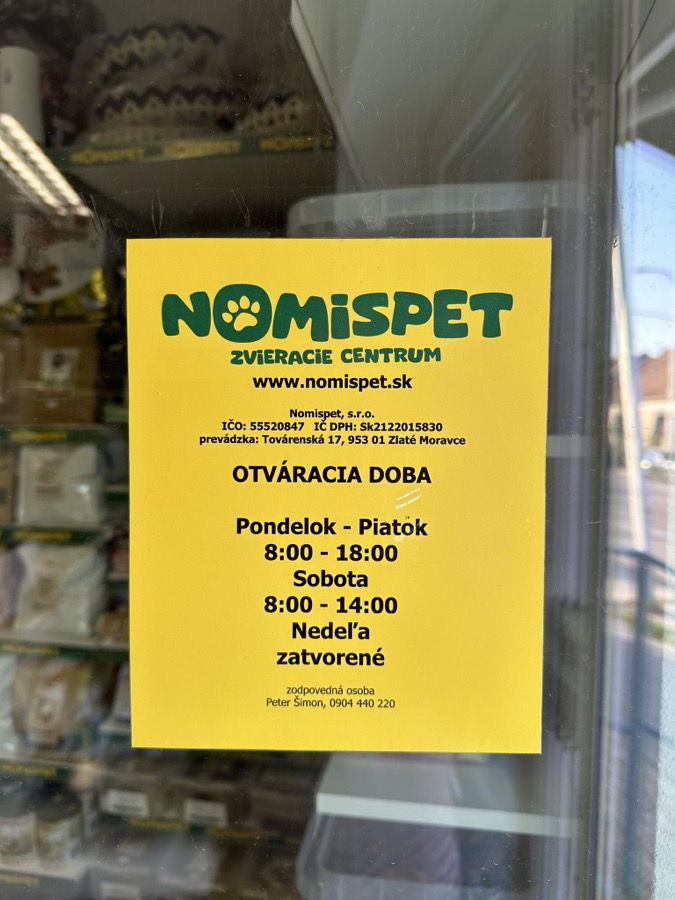 NOMISPET
ZVIERACIE CENTRUM
www.nomispet.sk
Nomispet, s.r.o.
IČO: 55520847 IČ DPH: Sk2122015830
prevádzka: Továrenská 17, 953 01 Zlaté Moravce
OTVÁRACIA DOBA
Pondelok - Piatok
8:00 - 18:00
Sobota
8:00 - 14:00
Nedeľa
zatvorené
zodpovedná osoba
Peter Šimon, 0904 440 220